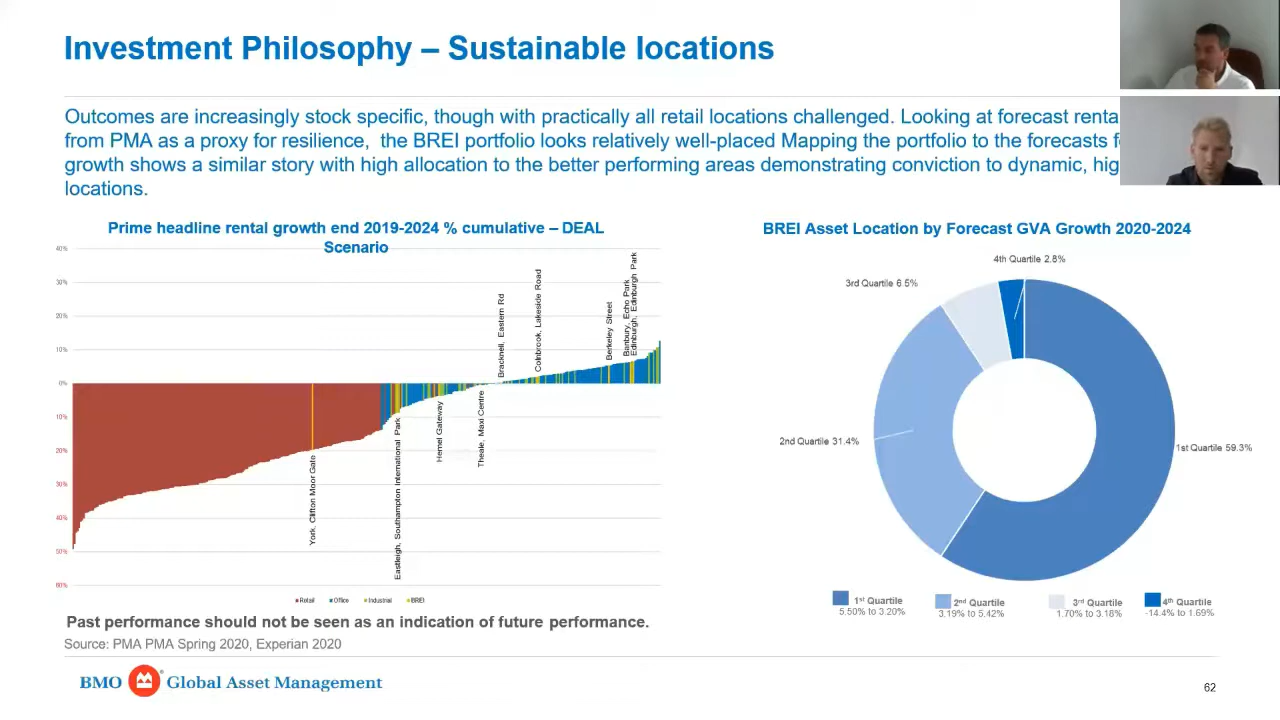 Investment Philosophy – Sustainable locations
Outcomes are increasingly stock specific, though with practically all retail locations challenged. Looking at forecast renta
from PMA as a proxy for resilience, the BREI portfolio looks relatively well-placed Mapping the portfolio to the forecasts f
growth shows a similar story with high allocation to the better performing areas demonstrating conviction to dynamic, hig
locations.
Prime headline rental growth end 2019-2024 % cumulative – DEAL
Scenario
40%
30%
20%
10%
0%
10%
20%
30%
40%
50%
60%
York, Clifton Moor Gate
Eastleigh, Southampton International Park
Hemel Gateway
Theale, Maxi Centre
Bracknell, Eastern Rd
Colnbrook, Lakeside Road
Berkeley Street
Banbury, Echo Park
Edinburgh, Edinburgh Park
Retail Office Industrial BREI
BREI Asset Location by Forecast GVA Growth 2020-2024
4th Quartile 2.8%
3rd Quartile 6.5%
2nd Quartile 31.4%
1st Quartile 59.3%
1st Quartile 2nd Quartile 3rd Quartile 4th Quartile
5.50% to 3.20% 3.19% to 5.42% 1.70% to 3.18% -14.4% to 1.69%
Past performance should not be seen as an indication of future performance.
Source: PMA PMA Spring 2020, Experian 2020
BMO Global Asset Management
62